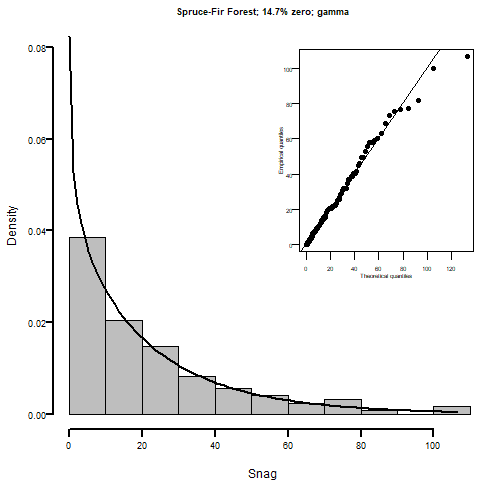 Spruce-Fir Forest; 14.7% zero; gamma
0.08
0.06
0.04
0.02
0.00
Density
0 20 40 60 80 100
Snag
100
80
60
40
20
0
Empirical quantiles
0 20 40 60 80 100 120
Theoretical quantiles